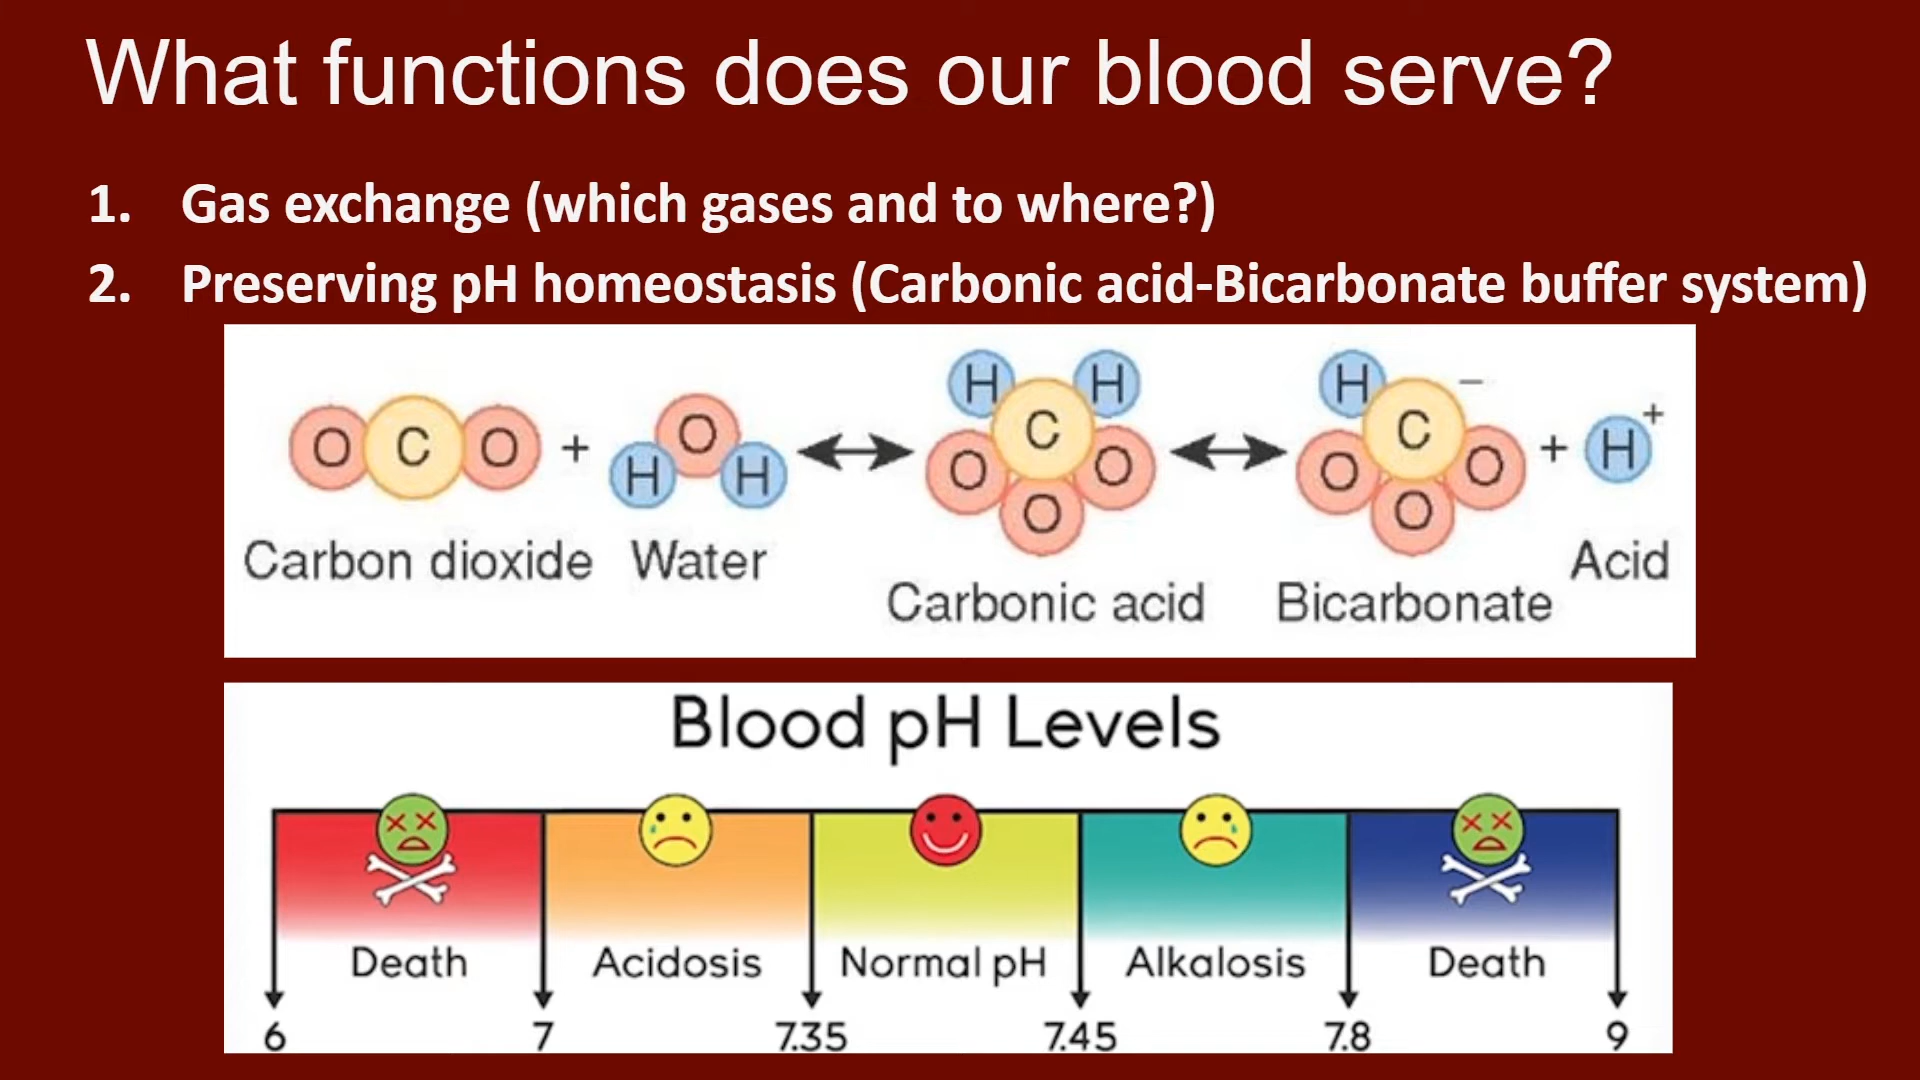 What functions does our blood serve?
1. Gas exchange (which gases and to where?)
2. Preserving pH homeostasis (Carbonic acid-Bicarbonate buffer system)
H H H −
O C O + O H H C O O O C O O O + H +
Carbon dioxide Water Carbonic acid Bicarbonate Acid
Blood pH Levels
Death Acidosis Normal pH Alkalosis Death
6 7 7.35 7.45 7.8 9